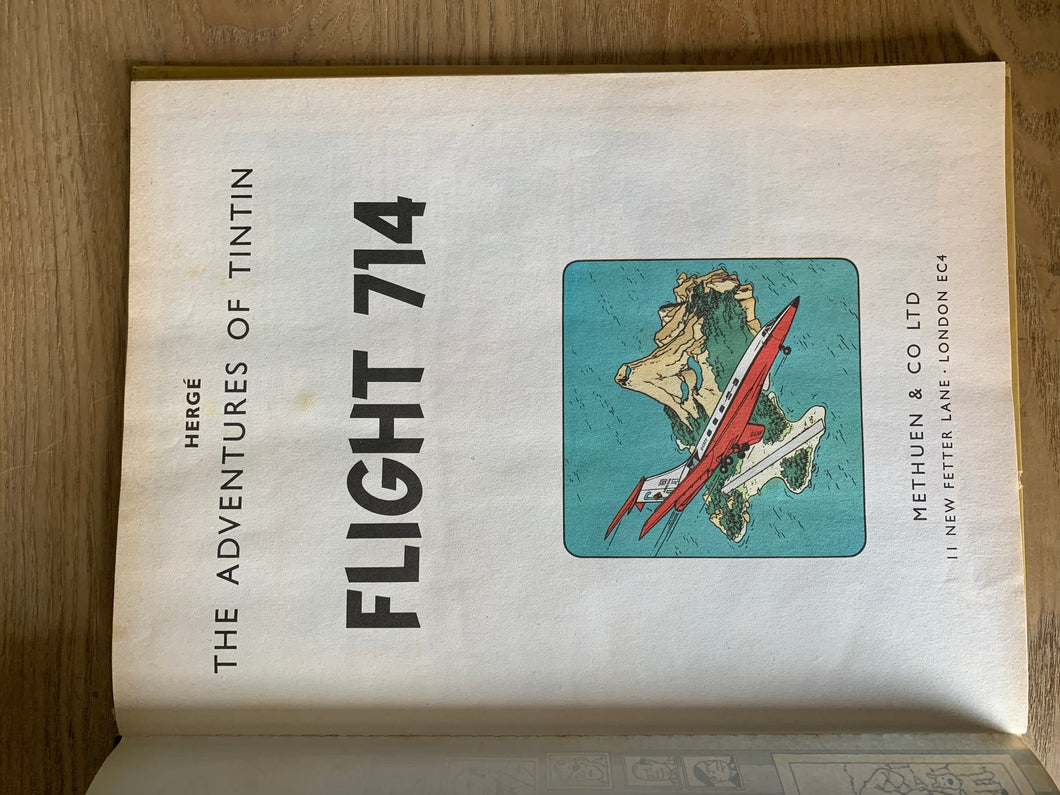 HERGÉ
THE ADVENTURES OF TINTIN
FLIGHT 714
METHUEN & CO LTD
11 NEW FETTER LANE · LONDON EC4